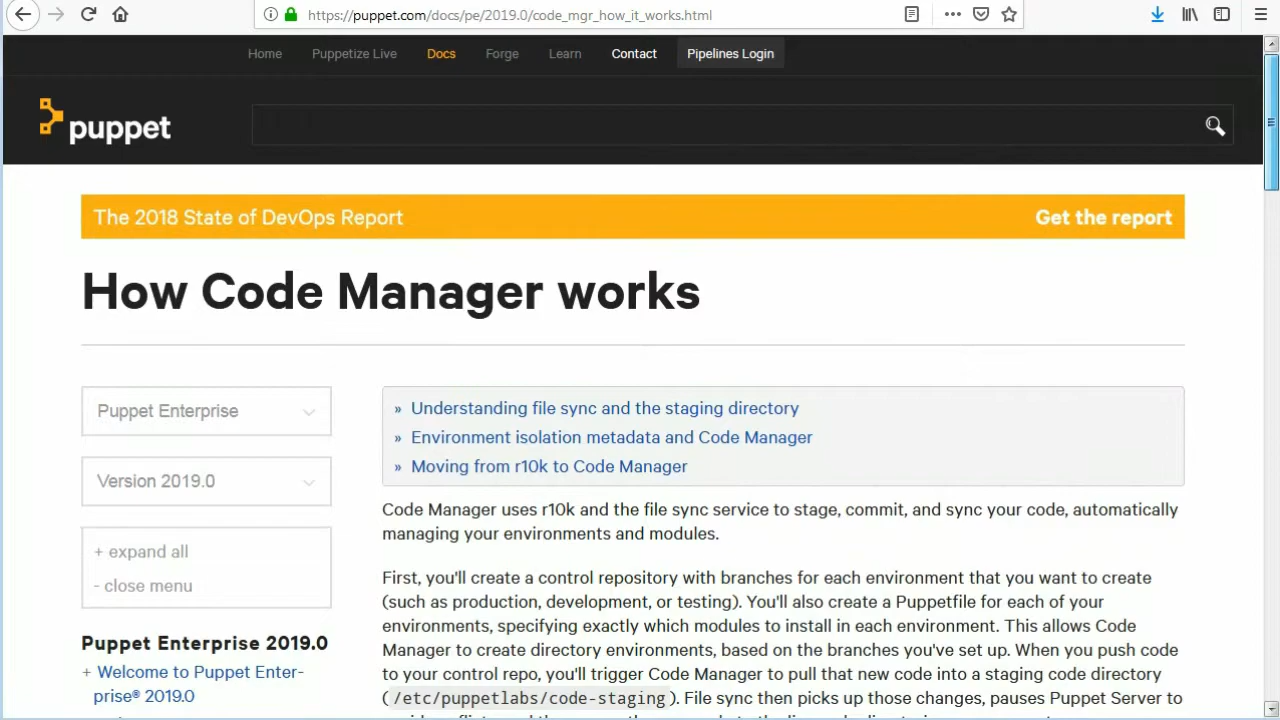 https://puppet.com/docs/pe/2019.0/code_mgr_how_it_works.html
Home Puppetize Live Docs Forge Learn Contact Pipelines Login
puppet
The 2018 State of DevOps Report Get the report
How Code Manager works
Puppet Enterprise
Version 2019.0
+ expand all
- close menu
Puppet Enterprise 2019.0
+ Welcome to Puppet Enter-
prise® 2019.0
» Understanding file sync and the staging directory
» Environment isolation metadata and Code Manager
» Moving from r10k to Code Manager
Code Manager uses r10k and the file sync service to stage, commit, and sync your code, automatically
managing your environments and modules.
First, you'll create a control repository with branches for each environment that you want to create
(such as production, development, or testing). You'll also create a Puppetfile for each of your
environments, specifying exactly which modules to install in each environment. This allows Code
Manager to create directory environments, based on the branches you've set up. When you push code
to your control repo, you'll trigger Code Manager to pull that new code into a staging code directory
(/etc/puppetlabs/code-staging). File sync then picks up those changes, pauses Puppet Server to